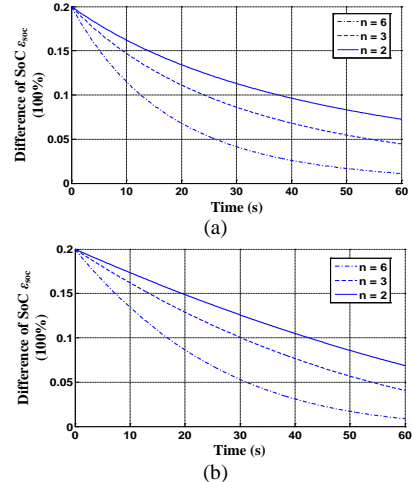 0.2
0.15
0.1
0.05
0
Difference of SoC εsoc
(100%)
n = 6
n = 3
n = 2
0 10 20 30 40 50 60
Time (s)
(a)
0.2
0.15
0.1
0.05
0
Difference of SoC εsoc
(100%)
n = 6
n = 3
n = 2
0 10 20 30 40 50 60
Time (s)
(b)